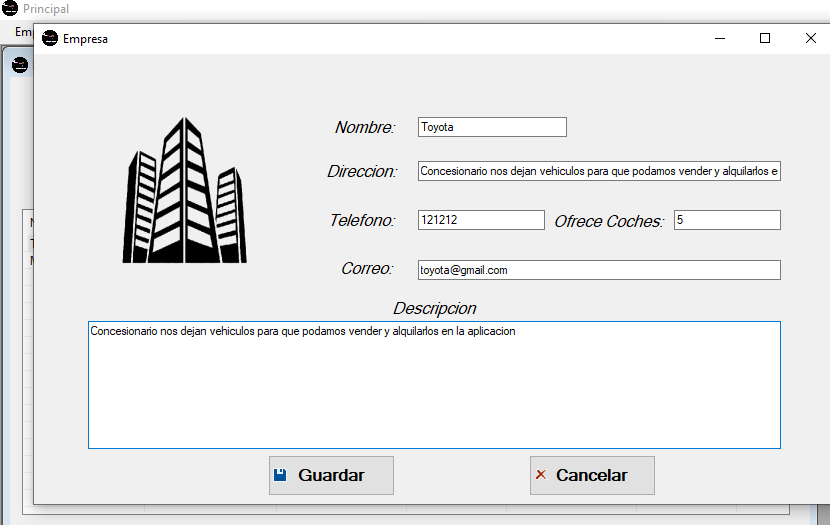 Principal
Em
Empresa
Nombre: Toyota
Direccion: Concesionario nos dejan vehiculos para que podamos vender y alquilarlos e
Telefono: 121212 Ofrece Coches: 5
Correo: toyota@gmail.com
Descripcion
Concesionario nos dejan vehiculos para que podamos vender y alquilarlos en la aplicacion
Guardar Cancelar